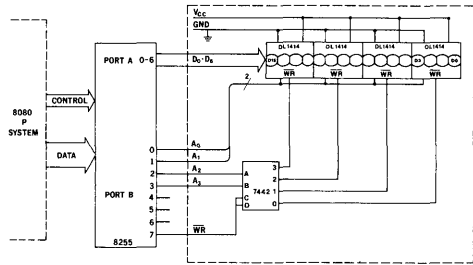 VCC
GND
DL1414 DL1414 DL1414 DL1414
PORT A 0-6
D0-D6
D15 D3 D0
WR WR WR WR
2
8080
P
SYSTEM
CONTROL
DATA
0 A0
1 A1
2 A2 A 3
3 A3 B 2
PORT B 4 C 7442 1
5 D 0
6
7 WR
8255